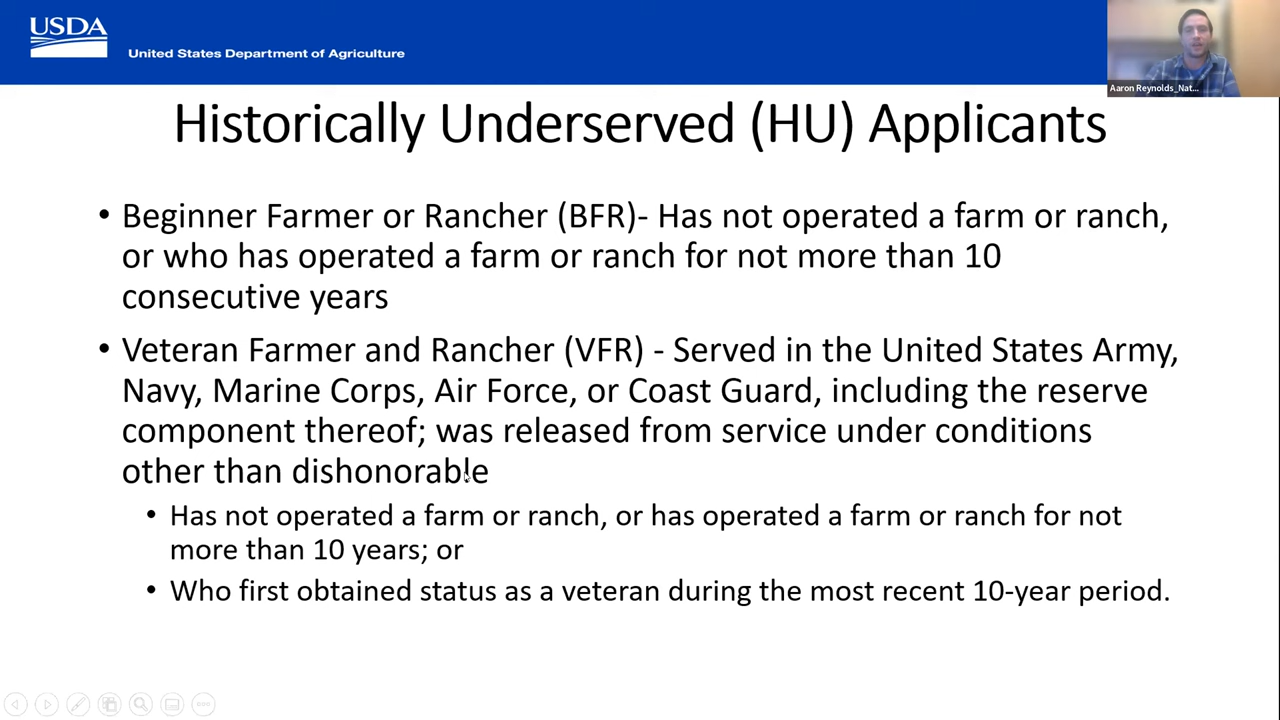 USDA
United States Department of Agriculture
Aaron Reynolds_Nat...
Historically Underserved (HU) Applicants
• Beginner Farmer or Rancher (BFR)- Has not operated a farm or ranch,
or who has operated a farm or ranch for not more than 10
consecutive years
• Veteran Farmer and Rancher (VFR) - Served in the United States Army,
Navy, Marine Corps, Air Force, or Coast Guard, including the reserve
component thereof; was released from service under conditions
other than dishonorable
• Has not operated a farm or ranch, or has operated a farm or ranch for not
more than 10 years; or
• Who first obtained status as a veteran during the most recent 10-year period.